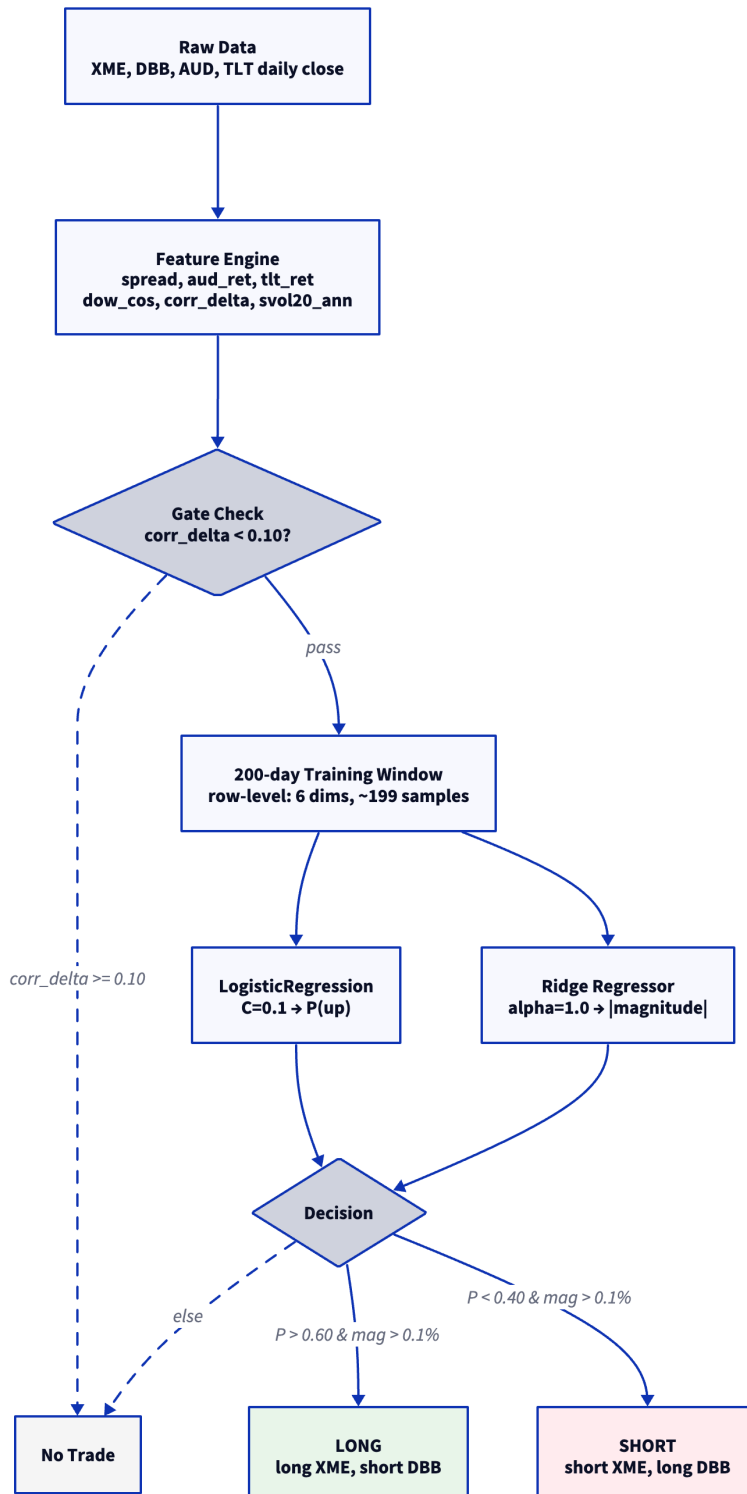 Raw Data
XME, DBB, AUD, TLT daily close
Feature Engine
spread, aud_ret, tlt_ret
dow_cos, corr_delta, svol20_ann
Gate Check
corr_delta < 0.10?
pass
200-day Training Window
row-level: 6 dims, ~199 samples
corr_delta >= 0.10
LogisticRegression
C=0.1 → P(up)
Ridge Regressor
alpha=1.0 → |magnitude|
Decision
else
P > 0.60 & mag > 0.1%
P < 0.40 & mag > 0.1%
No Trade
LONG
long XME, short DBB
SHORT
short XME, long DBB